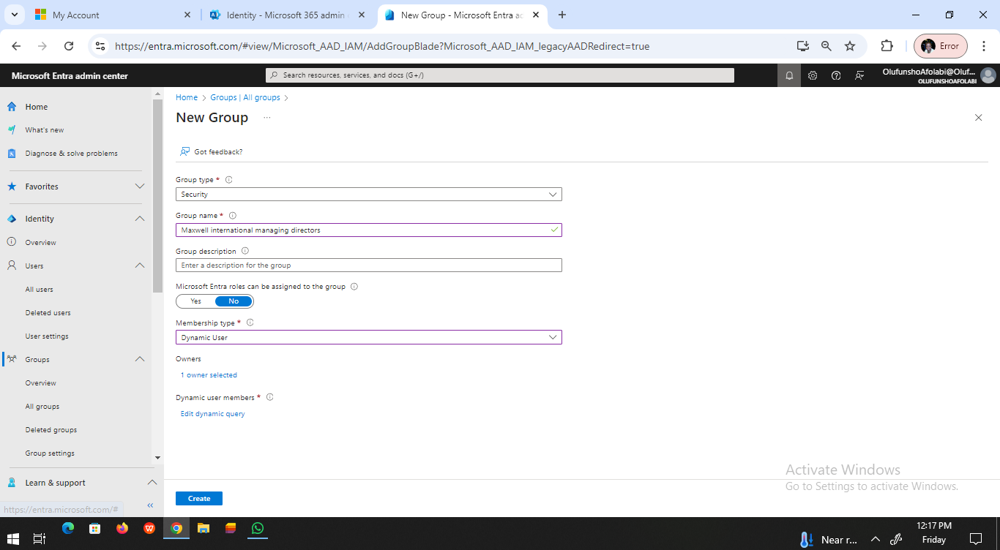 My Account
Identity - Microsoft 365 admin
New Group - Microsoft Entra ac
https://entra.microsoft.com/#view/Microsoft_AAD_IAM/AddGroupBlade?Microsoft_AAD_IAM_legacyAADRedirect=true
Error
Microsoft Entra admin center
Search resources, services, and docs (G+/)
OlufunshoAfolabi@Oluf...
OLUFUNSHOAFOLABI
Home
What's new
Diagnose & solve problems
Favorites
Identity
Overview
Users
All users
Deleted users
User settings
Groups
Overview
All groups
Deleted groups
Group settings
Learn & support
https://entra.microsoft.com/#
Home > Groups | All groups >
New Group ...
Got feedback?
Group type *
Security
Group name *
Maxwell international managing directors
Group description
Enter a description for the group
Microsoft Entra roles can be assigned to the group
Yes No
Membership type *
Dynamic User
Owners
1 owner selected
Dynamic user members *
Edit dynamic query
Create
Activate Windows
Go to Settings to activate Windows.
Near r...
12:17 PM
Friday